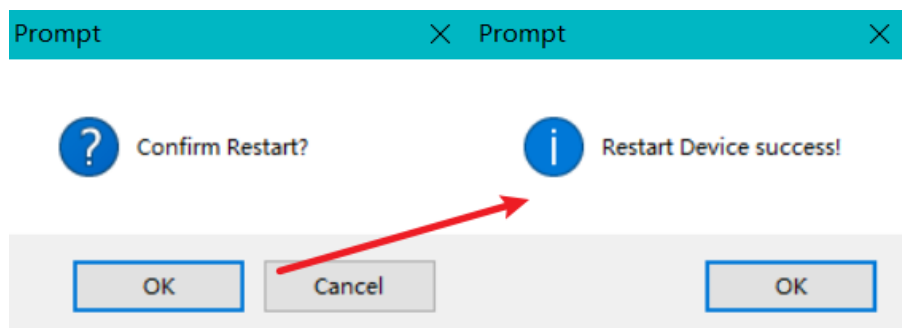 Prompt
Confirm Restart?
OK Cancel
Prompt
Restart Device success!
OK